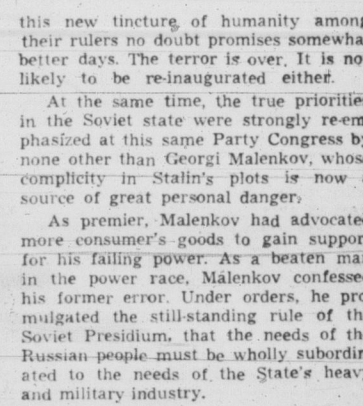 this new tincture of humanity among
their rulers no doubt promises somewha
better days. The terror is over. It is no
likely to be re-inaugurated either.
At the same time, the true prioritie
in the Soviet state were strongly re-em
phasized at this same Party Congress b
none other than Georgi Malenkov, whos
complicity in Stalin's plots is now
source of great personal danger.
As premier, Malenkov had advocate
more consumer's goods to gain suppor
for his failing power. As a beaten ma
in the power race, Malenkov confesse
his former error. Under orders, he pro
mulgated the still-standing rule of th
Soviet Presidium, that the needs of th
Russian people must be wholly subordin
ated to the needs of the State's heav
and military industry.